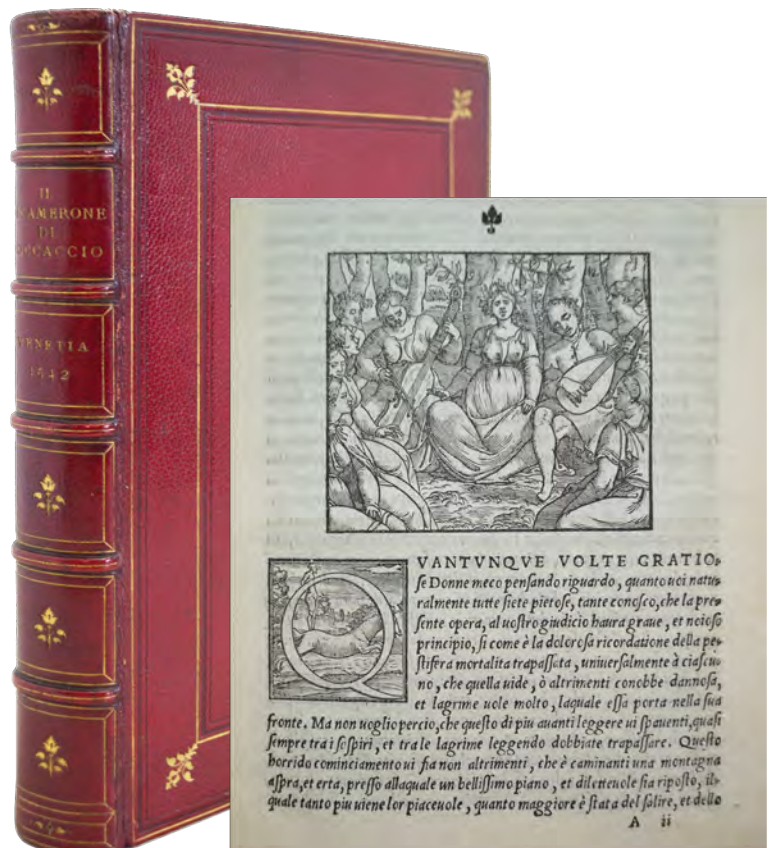 IL
CAMERONE
DI
OCCACCIO
VENETIA
1542
Q
VANTVNQVE VOLTE GRATIO-
ſe Donne meco penſando riguardo, quanto uoi natu-
ralmente tutte ſiete pietoſe, tante conoſco, che la pre-
ſente opera, al uoſtro giudicio haura graue, et noioſo
principio, ſi come è la doloroſa ricordatione della pe-
ſtifera mortalita trapaſſata, uniuerſalmente à ciaſcu-
no, che quella uide, ò altrimenti conobbe dannoſa,
et lagrime uole molto, laquale eſſa porta nella ſua
fronte. Ma non uoglio percio, che queſto di piu auanti leggere ui ſpauenti, quaſi
ſempre tra i ſoſpiri, et tra le lagrime leggendo dobbiate trapaſſare. Queſto
horrido cominciamento ui fia non altrimenti, che è caminanti una montagna
aſpra, et erta, preſſo allaquale un belliſſimo piano, et diletteuole ſia ripoſto, il-
quale tanto piu uiene lor piaceuole, quanto maggiore è ſtata del ſalire, et dello
A ii